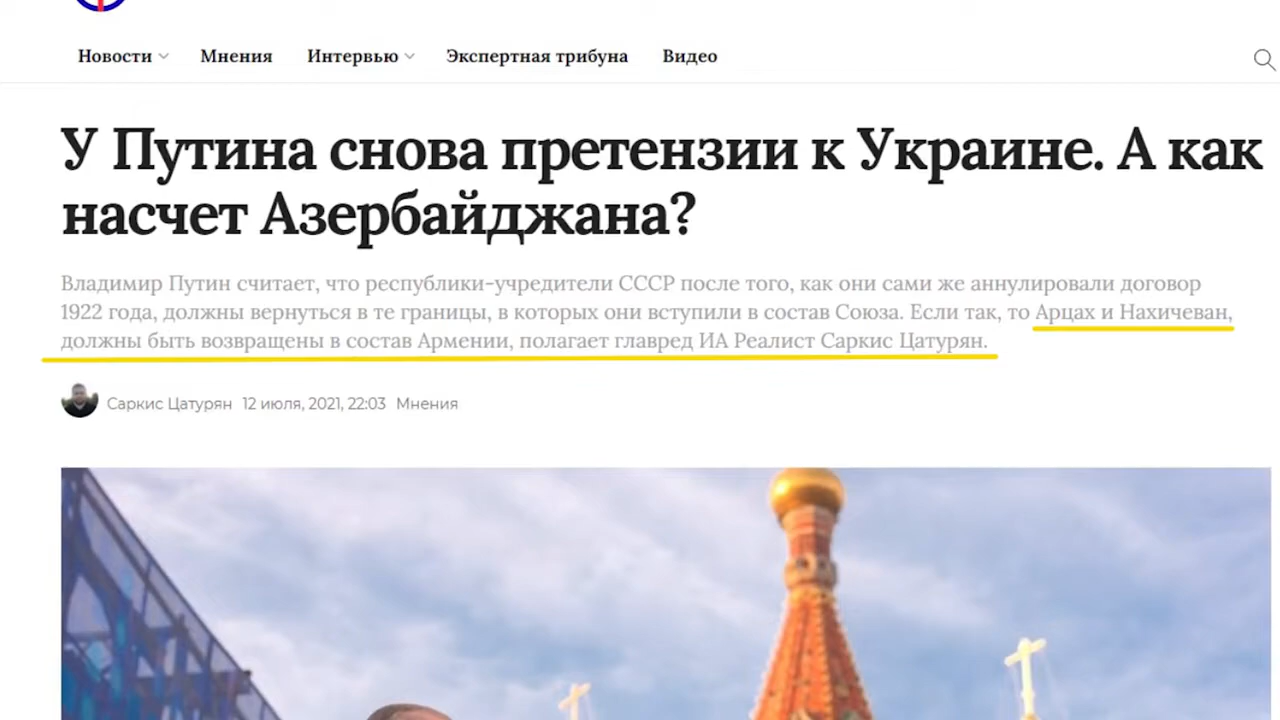 Новости Мнения Интервью Экспертная трибуна Видео
У Путина снова претензии к Украине. А как
насчет Азербайджана?
Владимир Путин считает, что республики-учредители СССР после того, как они сами же аннулировали договор
1922 года, должны вернуться в те границы, в которых они вступили в состав Союза. Если так, то Арцах и Нахичеван,
должны быть возвращены в состав Армении, полагает главред ИА Реалист Саркис Цатурян.
Саркис Цатурян 12 июля, 2021, 22:03 Мнения